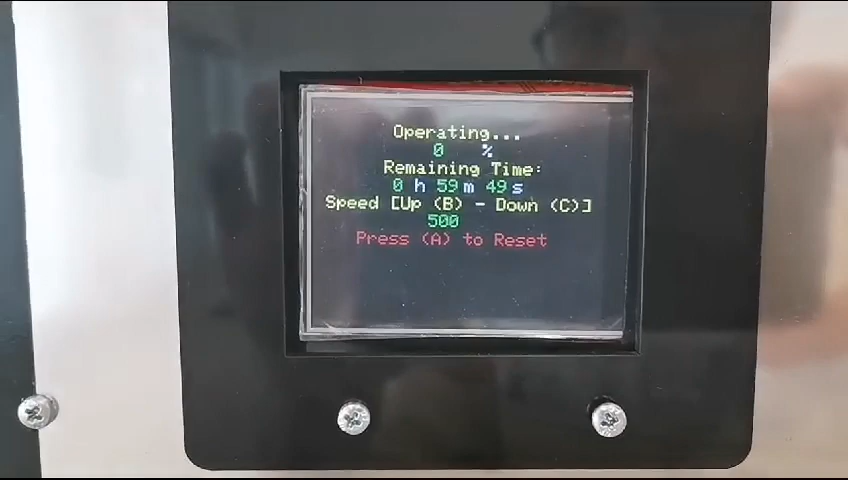 Operating...
0 %
Remaining Time:
0 h 59 m 49 s
Speed [Up (B) - Down (C)]
500
Press (A) to Reset